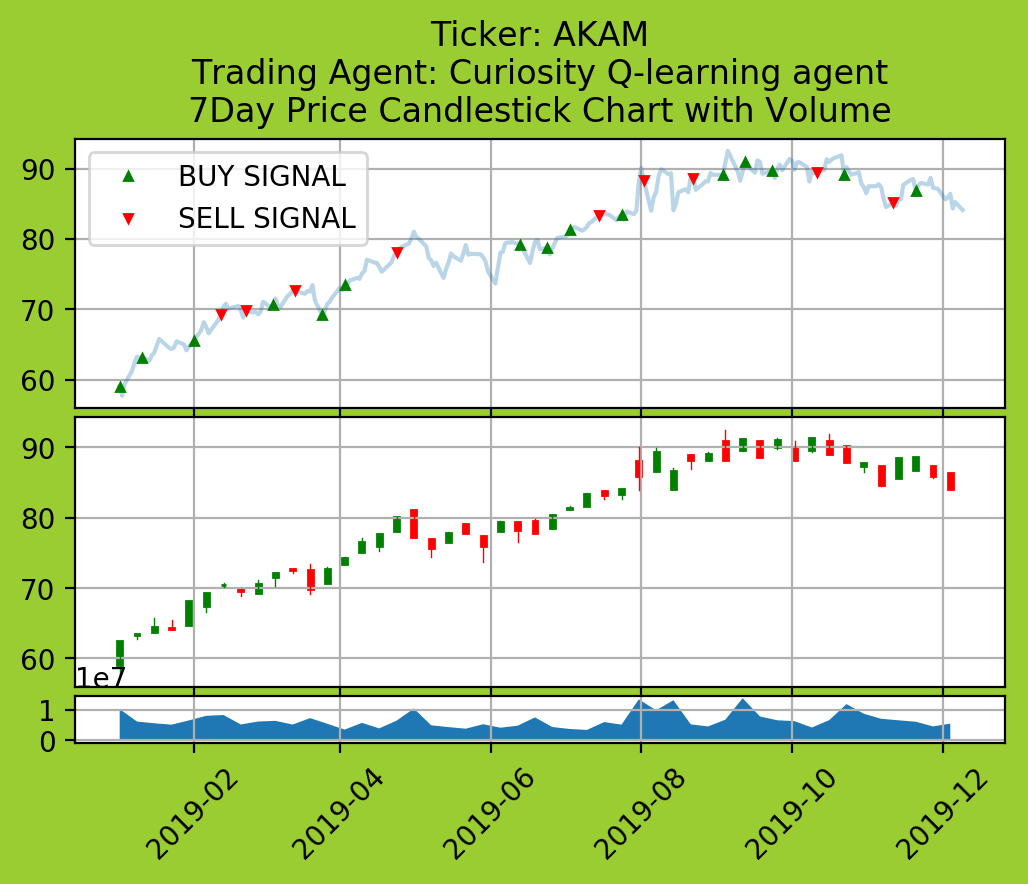 Ticker: AKAM
Trading Agent: Curiosity Q-learning agent
7Day Price Candlestick Chart with Volume
90
80
70
60
BUY SIGNAL
SELL SIGNAL
90
80
70
60
1e7
1
0
2019-02
2019-04
2019-06
2019-08
2019-10
2019-12